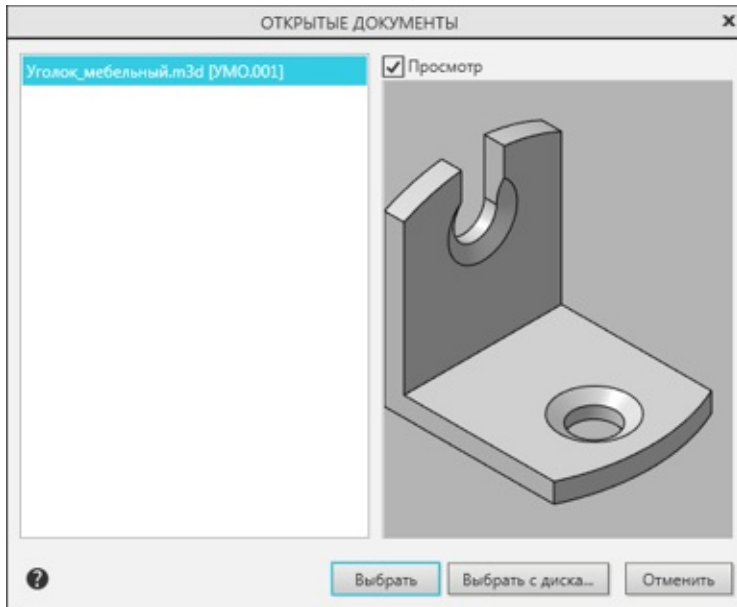 ОТКРЫТЫЕ ДОКУМЕНТЫ
Уголок_мебельный.m3d [УМО.001]
Просмотр
Выбрать
Выбрать с диска...
Отменить